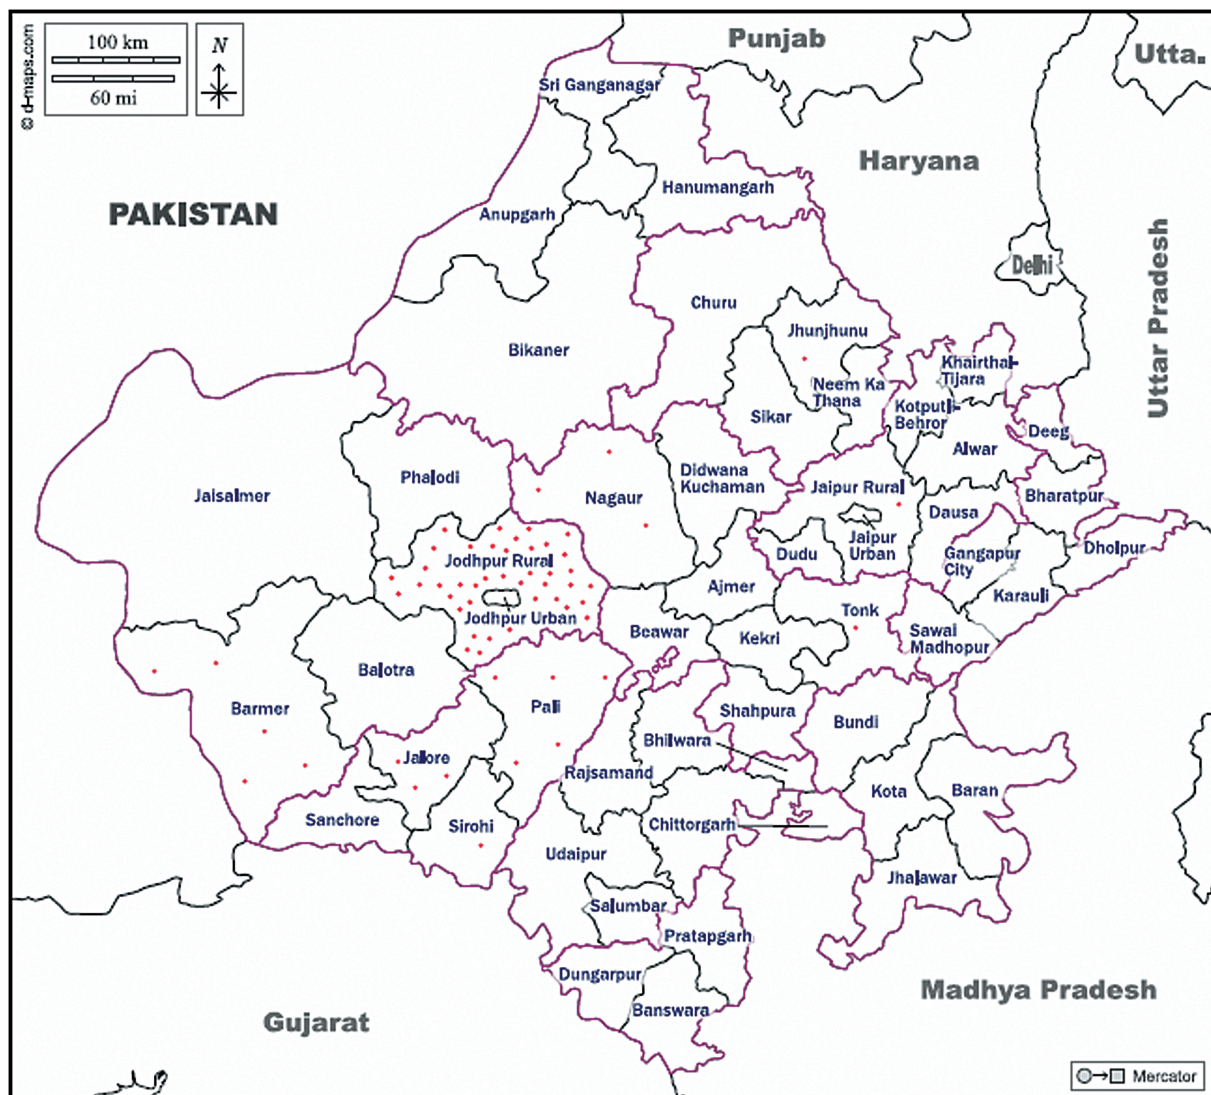 © d-maps.com
100 km
60 mi
N
Punjab
Utta.
Haryana
PAKISTAN
Uttar Pradesh
Delhi
Sri Ganganagar
Hanumangarh
Anupgarh
Churu
Jhunjhunu
Bikaner
Khairthal-
Tijara
Neem Ka
Thana
Kotputli-
Behror
Sikar
Deeg
Alwar
Didwana
Kuchaman
Phalodi
Jaisalmer
Nagaur
Jaipur Rural
Bharatpur
Dausa
Jaipur
Urban
Dudu
Gangapur
City
Dholpur
Jodhpur Rural
Ajmer
Karauli
Jodhpur Urban
Tonk
Beawar
Kekri
Sawai
Madhopur
Balotra
Barmer
Pali
Shahpura
Bundi
Bhilwara
Jalore
Rajsamand
Kota
Baran
Sanchore
Sirohi
Chittorgarh
Udaipur
Jhalawar
Salumbar
Pratapgarh
Dungarpur
Banswara
Madhya Pradesh
Gujarat
Mercator